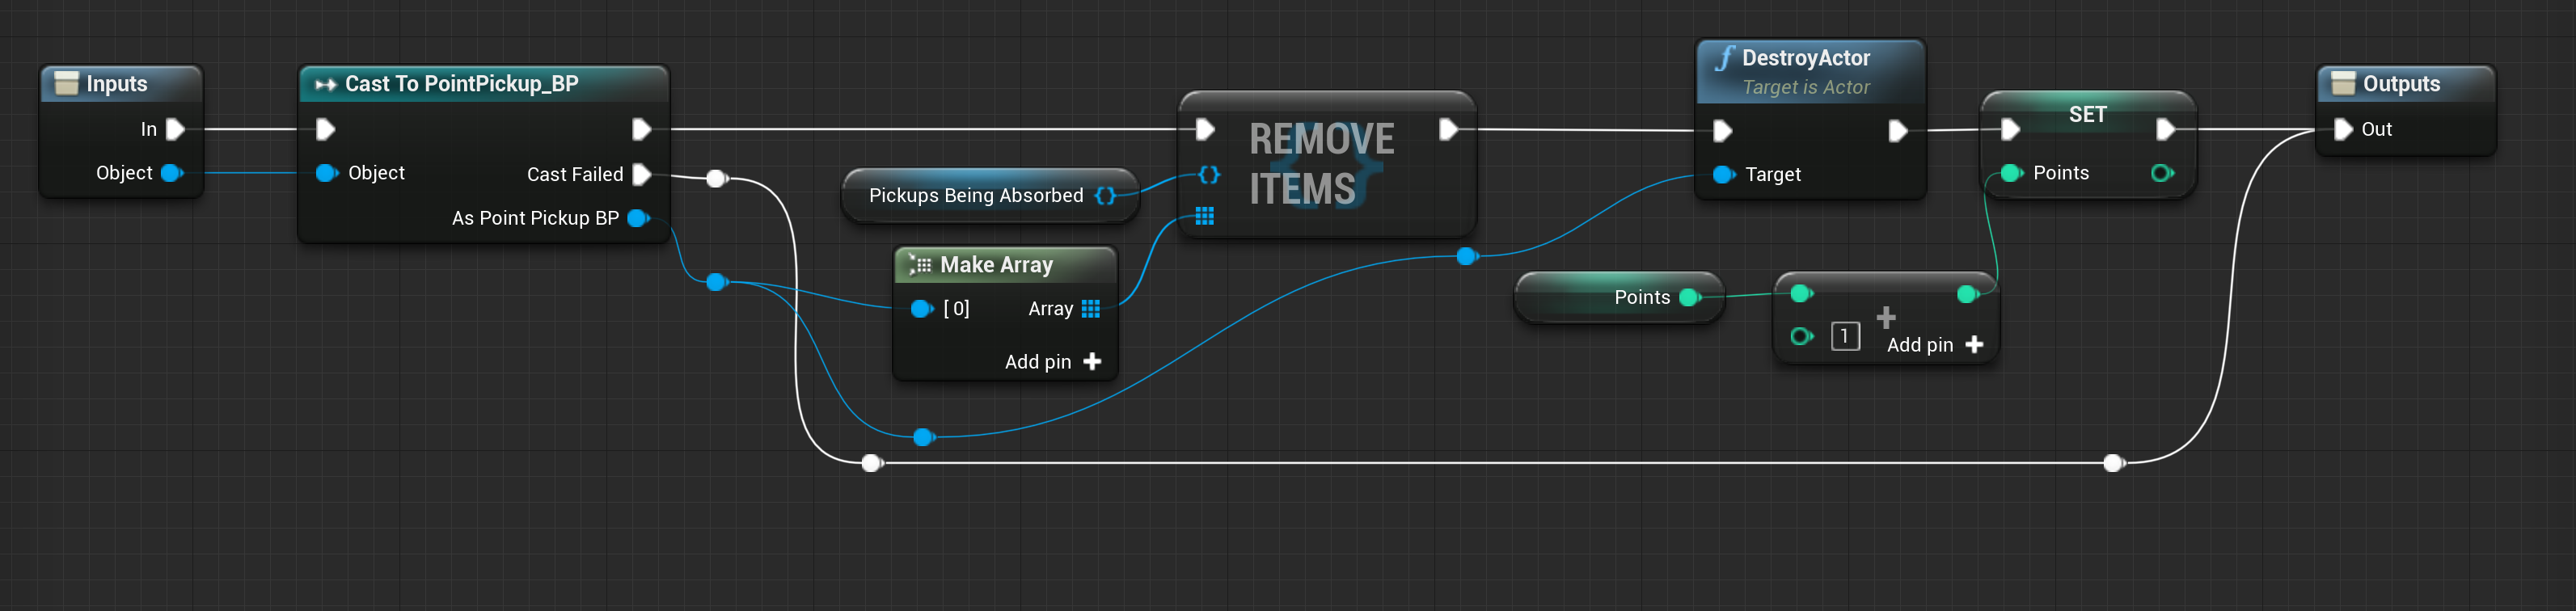 Inputs
In
Object
Cast To PointPickup_BP
Object
Cast Failed
As Point Pickup BP
Pickups Being Absorbed
Make Array
[0]
Array
Add pin
REMOVE
ITEMS
DestroyActor
Target is Actor
Target
Points
1
Add pin
SET
Points
Outputs
Out